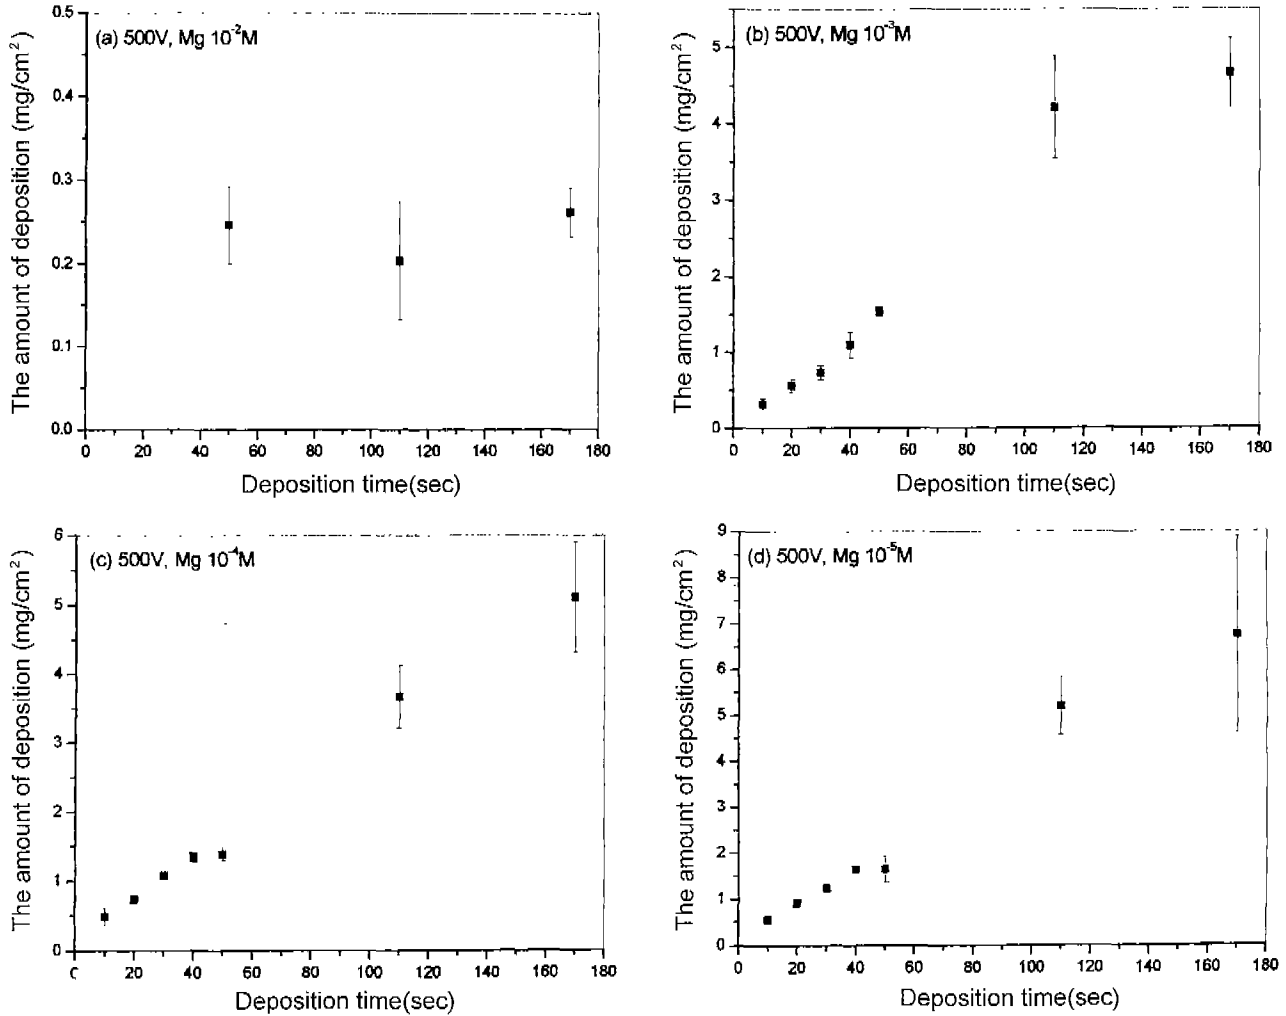 (a) 500V, Mg 10⁻²M
The amount of deposition (mg/cm²)
0.5
0.4
0.3
0.2
0.1
0.0
0 20 40 60 80 100 120 140 160 180
Deposition time(sec)
(b) 500V, Mg 10⁻³M
The amount of deposition (mg/cm²)
5
4
3
2
1
0
0 20 40 60 80 100 120 140 160 180
Deposition time(sec)
(c) 500V, Mg 10⁻⁴M
The amount of deposition (mg/cm²)
6
5
4
3
2
1
0
20 40 60 80 100 120 140 160 180
Deposition time(sec)
(d) 500V, Mg 10⁻⁵M
The amount of deposition (mg/cm²)
9
8
7
6
5
4
3
2
1
0
0 20 40 60 80 100 120 140 160 180
Deposition time(sec)